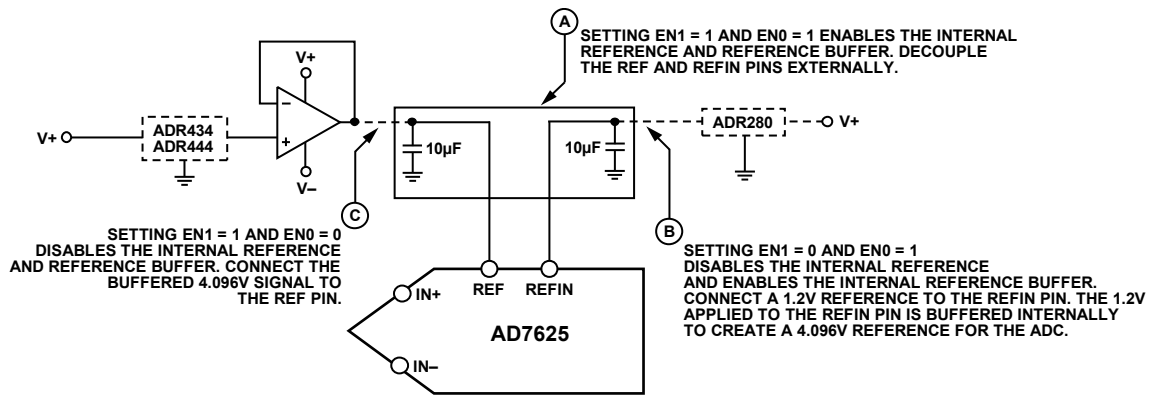 A
SETTING EN1 = 1 AND EN0 = 1 ENABLES THE INTERNAL
REFERENCE AND REFERENCE BUFFER. DECOUPLE
THE REF AND REFIN PINS EXTERNALLY.
V+
–
+
V–
V+
ADR434
ADR444
10µF
10µF
ADR280
V+
C
SETTING EN1 = 1 AND EN0 = 0
DISABLES THE INTERNAL REFERENCE
AND REFERENCE BUFFER. CONNECT THE
BUFFERED 4.096V SIGNAL TO
THE REF PIN.
B
SETTING EN1 = 0 AND EN0 = 1
DISABLES THE INTERNAL REFERENCE
AND ENABLES THE INTERNAL REFERENCE BUFFER.
CONNECT A 1.2V REFERENCE TO THE REFIN PIN. THE 1.2V
APPLIED TO THE REFIN PIN IS BUFFERED INTERNALLY
TO CREATE A 4.096V REFERENCE FOR THE ADC.
REF
REFIN
IN+
AD7625
IN–